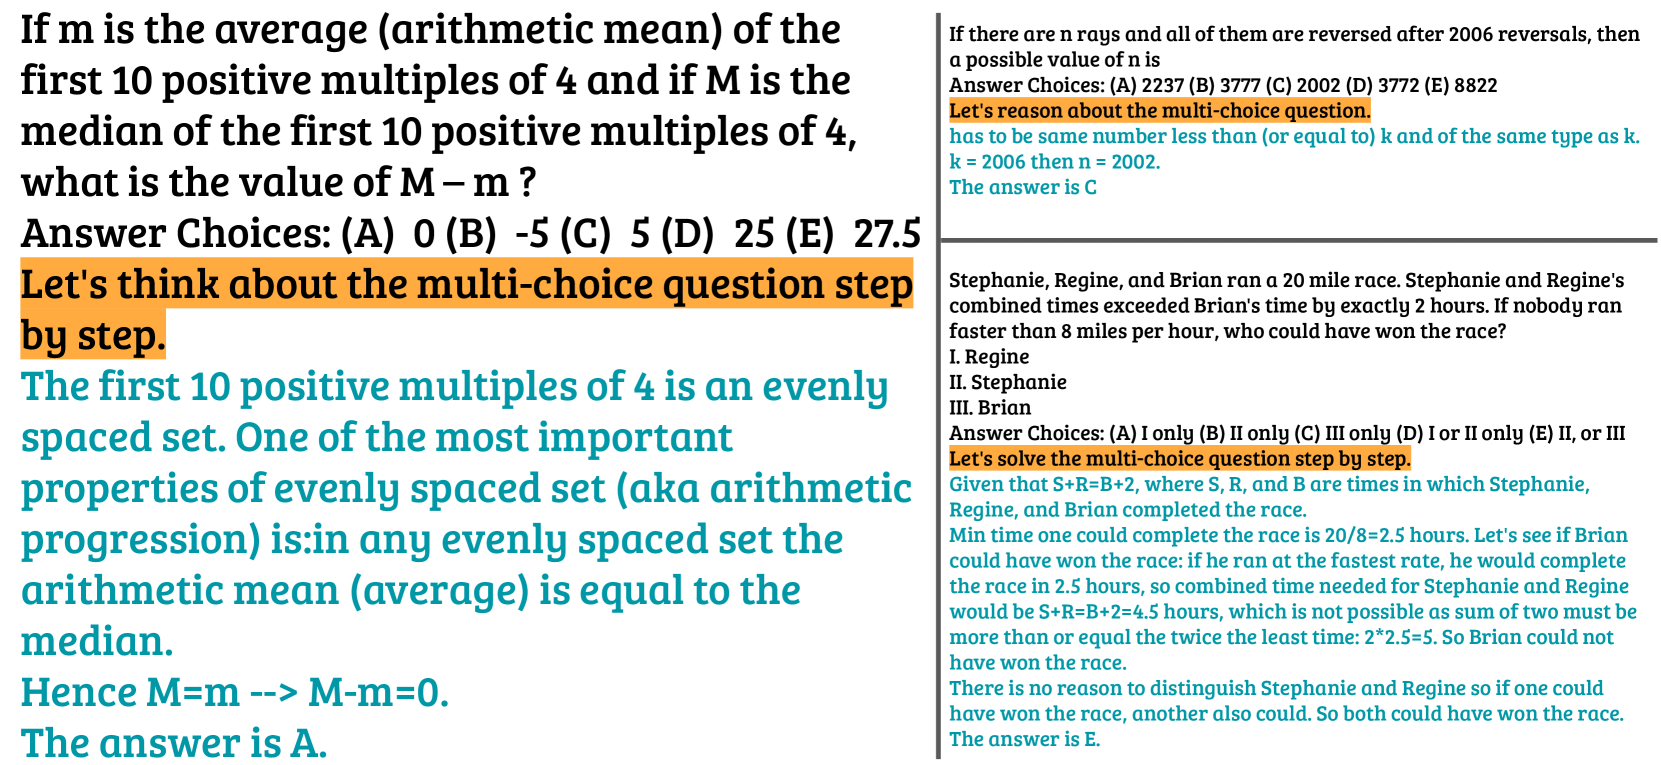 If m is the average (arithmetic mean) of the
first 10 positive multiples of 4 and if M is the
median of the first 10 positive multiples of 4,
what is the value of M – m ?
Answer Choices: (A)  0 (B)  -5 (C)  5 (D)  25 (E)  27.5
Let's think about the multi-choice question step
by step.
The first 10 positive multiples of 4 is an evenly
spaced set. One of the most important
properties of evenly spaced set (aka arithmetic
progression) is:in any evenly spaced set the
arithmetic mean (average) is equal to the
median.
Hence M=m --> M-m=0.
The answer is A.
If there are n rays and all of them are reversed after 2006 reversals, then
a possible value of n is
Answer Choices: (A) 2237 (B) 3777 (C) 2002 (D) 3772 (E) 8822
Let's reason about the multi-choice question.
has to be same number less than (or equal to) k and of the same type as k.
k = 2006 then n = 2002.
The answer is C
Stephanie, Regine, and Brian ran a 20 mile race. Stephanie and Regine's
combined times exceeded Brian's time by exactly 2 hours. If nobody ran
faster than 8 miles per hour, who could have won the race?
I. Regine
II. Stephanie
III. Brian
Answer Choices: (A) I only (B) II only (C) III only (D) I or II only (E) II, or III
Let's solve the multi-choice question step by step.
Given that S+R=B+2, where S, R, and B are times in which Stephanie,
Regine, and Brian completed the race.
Min time one could complete the race is 20/8=2.5 hours. Let's see if Brian
could have won the race: if he ran at the fastest rate, he would complete
the race in 2.5 hours, so combined time needed for Stephanie and Regine
would be S+R=B+2=4.5 hours, which is not possible as sum of two must be
more than or equal the twice the least time: 2*2.5=5. So Brian could not
have won the race.
There is no reason to distinguish Stephanie and Regine so if one could
have won the race, another also could. So both could have won the race.
The answer is E.